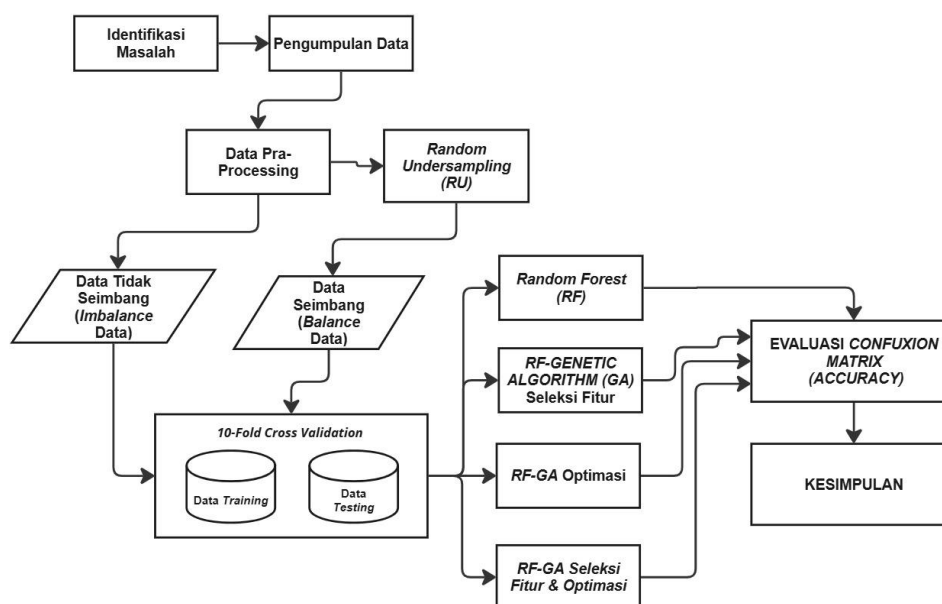 Identifikasi
Masalah
Pengumpulan Data
Data Pra-
Processing
Random
Undersampling
(RU)
Data Tidak
Seimbang
(Imbalance
Data)
Data
Seimbang
(Balance
Data)
10-Fold Cross Validation
Data Training
Data
Testing
Random Forest
(RF)
RF-GENETIC
ALGORITHM (GA)
Seleksi Fitur
RF-GA Optimasi
RF-GA Seleksi
Fitur & Optimasi
EVALUASI CONFUXION
MATRIX
(ACCURACY)
KESIMPULAN